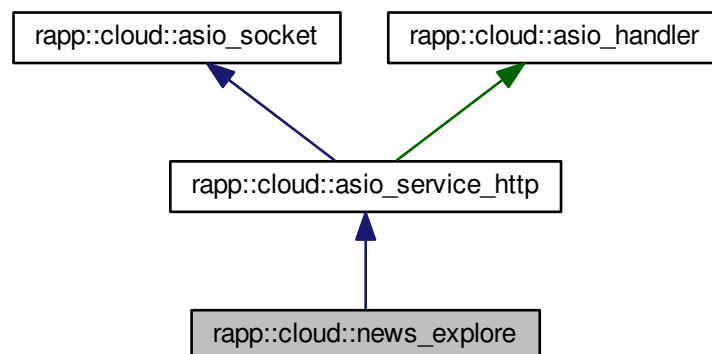 rapp::cloud::asio_socket
rapp::cloud::asio_handler
rapp::cloud::asio_service_http
rapp::cloud::news_explore